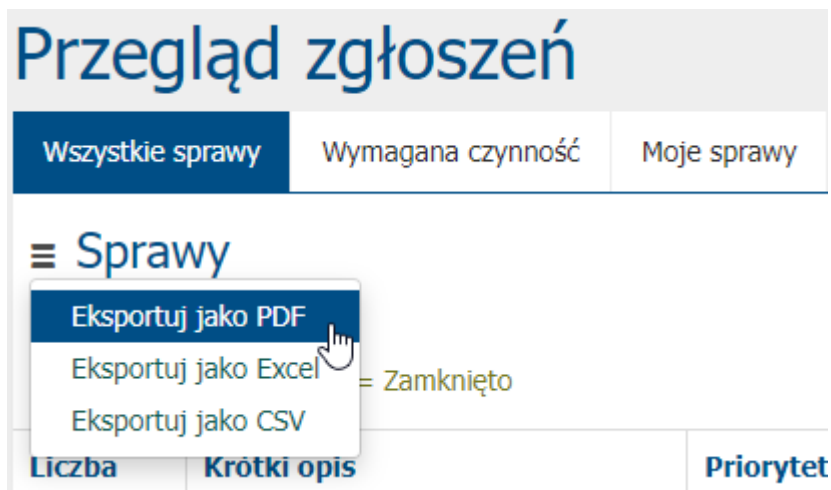 Przegląd zgłoszeń
Wszystkie sprawy Wymagana czynność Moje sprawy
Sprawy
Eksportuj jako PDF
Eksportuj jako Excel
= Zamknięto
Eksportuj jako CSV
Liczba Krótki opis Priorytet